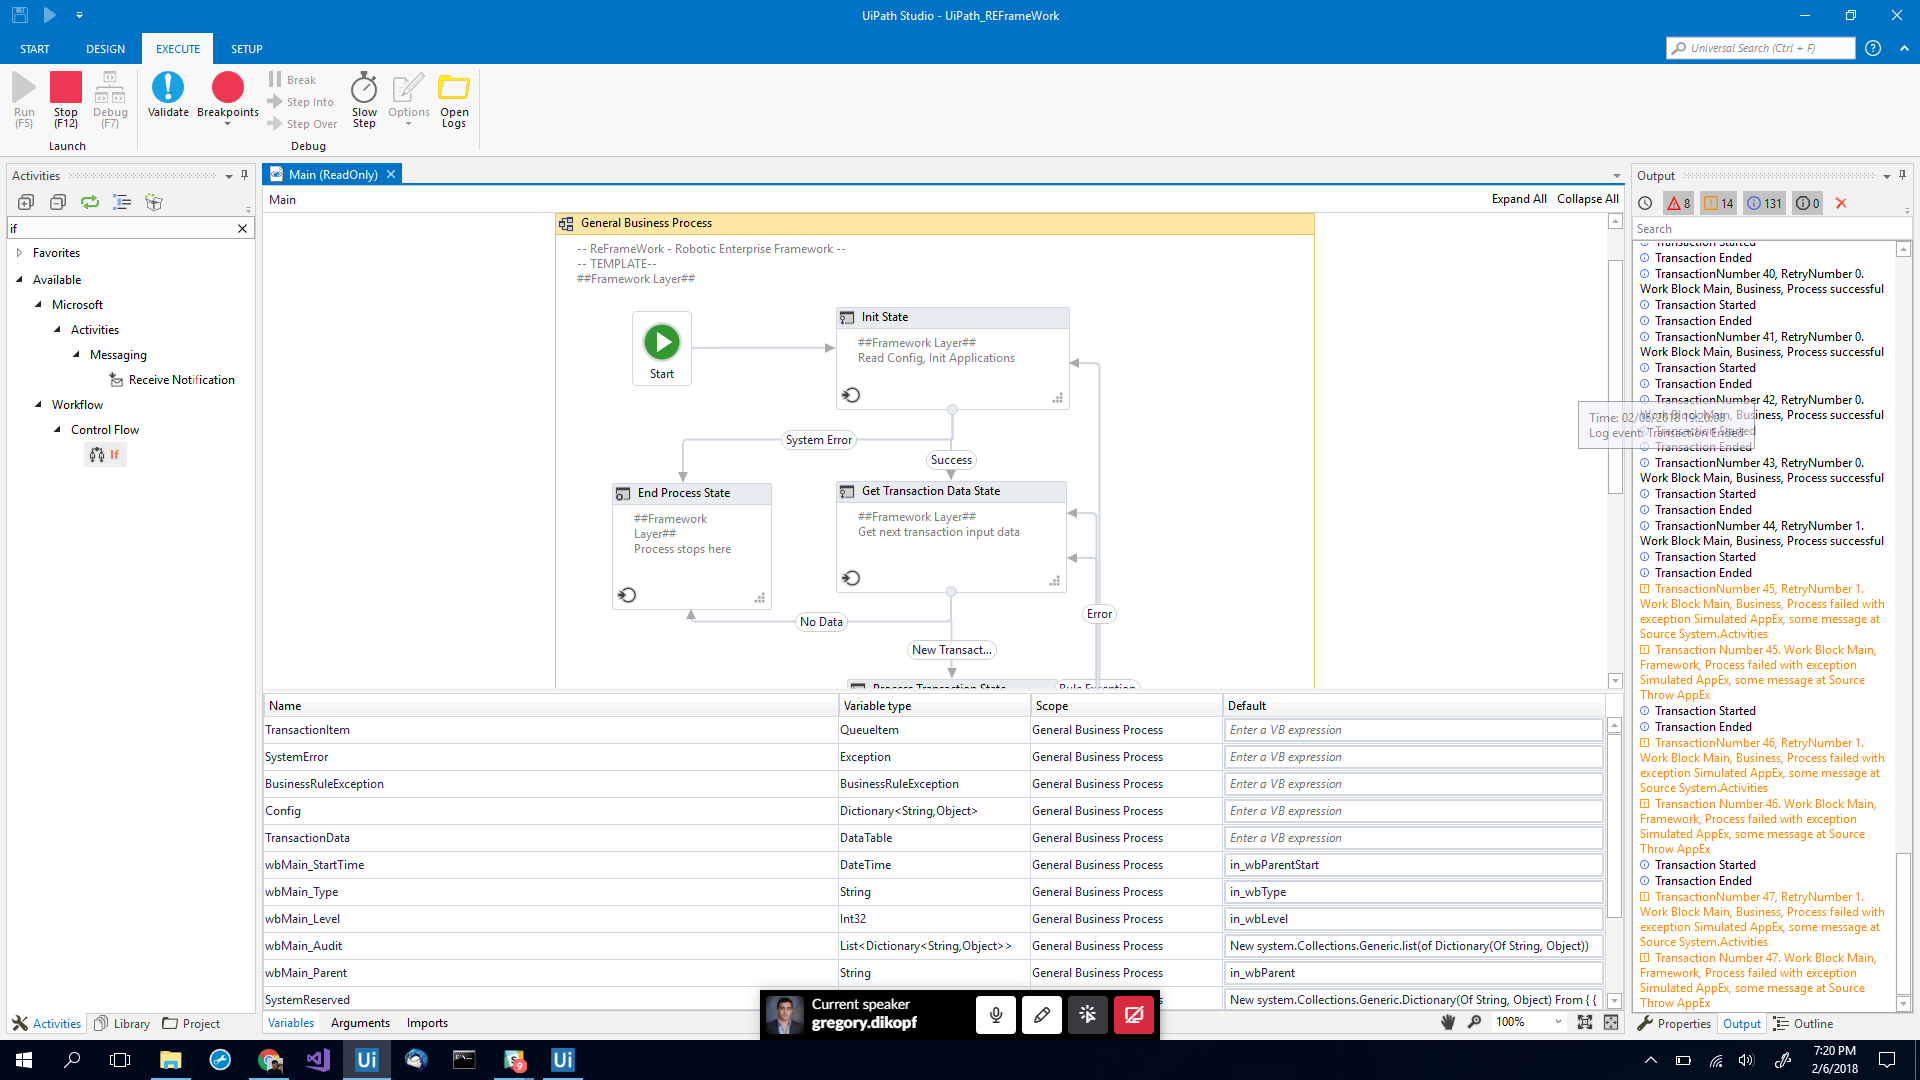 UiPath Studio - UiPath_REFrameWork
START DESIGN EXECUTE SETUP
Universal Search (Ctrl + F)
Run (F5)
Stop (F12)
Debug (F7)
Launch
Validate
Breakpoints
Break
Step Into
Step Over
Slow Step
Options
Open Logs
Debug
Activities
if
Favorites
Available
Microsoft
Activities
Messaging
Receive Notification
Workflow
Control Flow
If
Activities Library Project
Main (ReadOnly)
Main
Expand All Collapse All
General Business Process
-- ReFrameWork - Robotic Enterprise Framework --
-- TEMPLATE--
##Framework Layer##
Start
Init State
##Framework Layer##
Read Config, Init Applications
System Error
Success
End Process State
##Framework
Layer##
Process stops here
Get Transaction Data State
##Framework Layer##
Get next transaction input data
No Data
Error
New Transact...
Process Transaction State
Rule Exception
Name Variable type Scope Default
TransactionItem QueueItem General Business Process Enter a VB expression
SystemError Exception General Business Process Enter a VB expression
BusinessRuleException BusinessRuleException General Business Process Enter a VB expression
Config Dictionary<String,Object> General Business Process Enter a VB expression
TransactionData DataTable General Business Process Enter a VB expression
wbMain_StartTime DateTime General Business Process in_wbParentStart
wbMain_Type String General Business Process in_wbType
wbMain_Level Int32 General Business Process in_wbLevel
wbMain_Audit List<Dictionary<String,Object>> General Business Process New system.Collections.Generic.list(of Dictionary(Of String, Object))
wbMain_Parent String General Business Process in_wbParent
SystemReserved New system.Collections.Generic.Dictionary(Of String, Object) From { {
Variables Arguments Imports
100%
Current speaker
gregory.dikopf
Output
8 14 131 0
Search
Transaction Started
Transaction Ended
TransactionNumber 40, RetryNumber 0.
Work Block Main, Business, Process successful
Transaction Started
Transaction Ended
TransactionNumber 41, RetryNumber 0.
Work Block Main, Business, Process successful
Transaction Started
Transaction Ended
TransactionNumber 42, RetryNumber 0.
Work Block Main, Business, Process successful
Transaction Started
Transaction Ended
Time: 02/06/2018 19:20:08
Log event: Transaction Ended
TransactionNumber 43, RetryNumber 0.
Work Block Main, Business, Process successful
Transaction Started
Transaction Ended
TransactionNumber 44, RetryNumber 1.
Work Block Main, Business, Process successful
Transaction Started
Transaction Ended
TransactionNumber 45, RetryNumber 1.
Work Block Main, Business, Process failed with
exception Simulated AppEx, some message at
Source System.Activities
Transaction Number 45. Work Block Main,
Framework, Process failed with exception
Simulated AppEx, some message at Source
Throw AppEx
Transaction Started
Transaction Ended
TransactionNumber 46, RetryNumber 1.
Work Block Main, Business, Process failed with
exception Simulated AppEx, some message at
Source System.Activities
Transaction Number 46. Work Block Main,
Framework, Process failed with exception
Simulated AppEx, some message at Source
Throw AppEx
Transaction Started
Transaction Ended
TransactionNumber 47, RetryNumber 1.
Work Block Main, Business, Process failed with
exception Simulated AppEx, some message at
Source System.Activities
Transaction Number 47. Work Block Main,
Framework, Process failed with exception
Simulated AppEx, some message at Source
Throw AppEx
Properties Output Outline
Ui
9
Ui
7:20 PM
2/6/2018